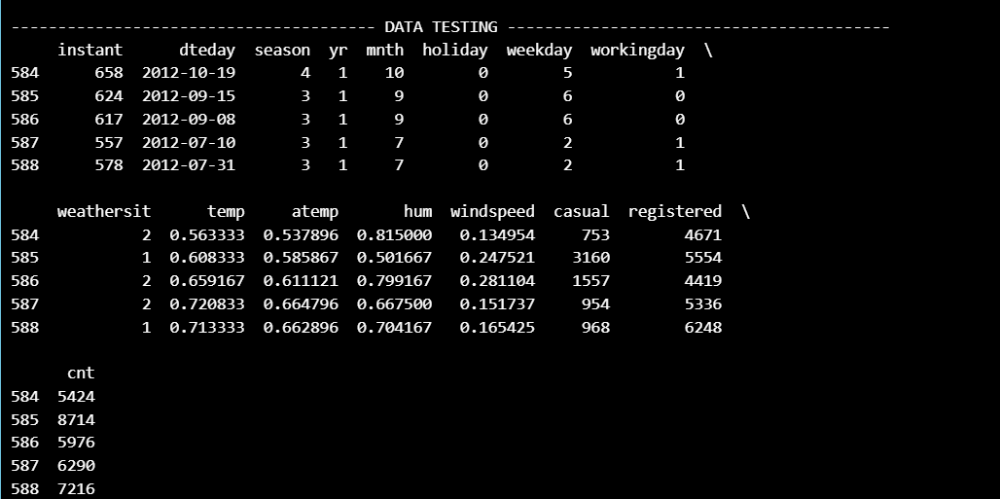 --------------------------------------- DATA TESTING -----------------------------------------
     instant      dteday  season  yr  mnth  holiday  weekday  workingday  \
584      658  2012-10-19       4   1    10        0        5           1
585      624  2012-09-15       3   1     9        0        6           0
586      617  2012-09-08       3   1     9        0        6           0
587      557  2012-07-10       3   1     7        0        2           1
588      578  2012-07-31       3   1     7        0        2           1
     weathersit      temp     atemp       hum  windspeed  casual  registered  \
584           2  0.563333  0.537896  0.815000   0.134954     753        4671
585           1  0.608333  0.585867  0.501667   0.247521    3160        5554
586           2  0.659167  0.611121  0.799167   0.281104    1557        4419
587           2  0.720833  0.664796  0.667500   0.151737     954        5336
588           1  0.713333  0.662896  0.704167   0.165425     968        6248
      cnt
584  5424
585  8714
586  5976
587  6290
588  7216